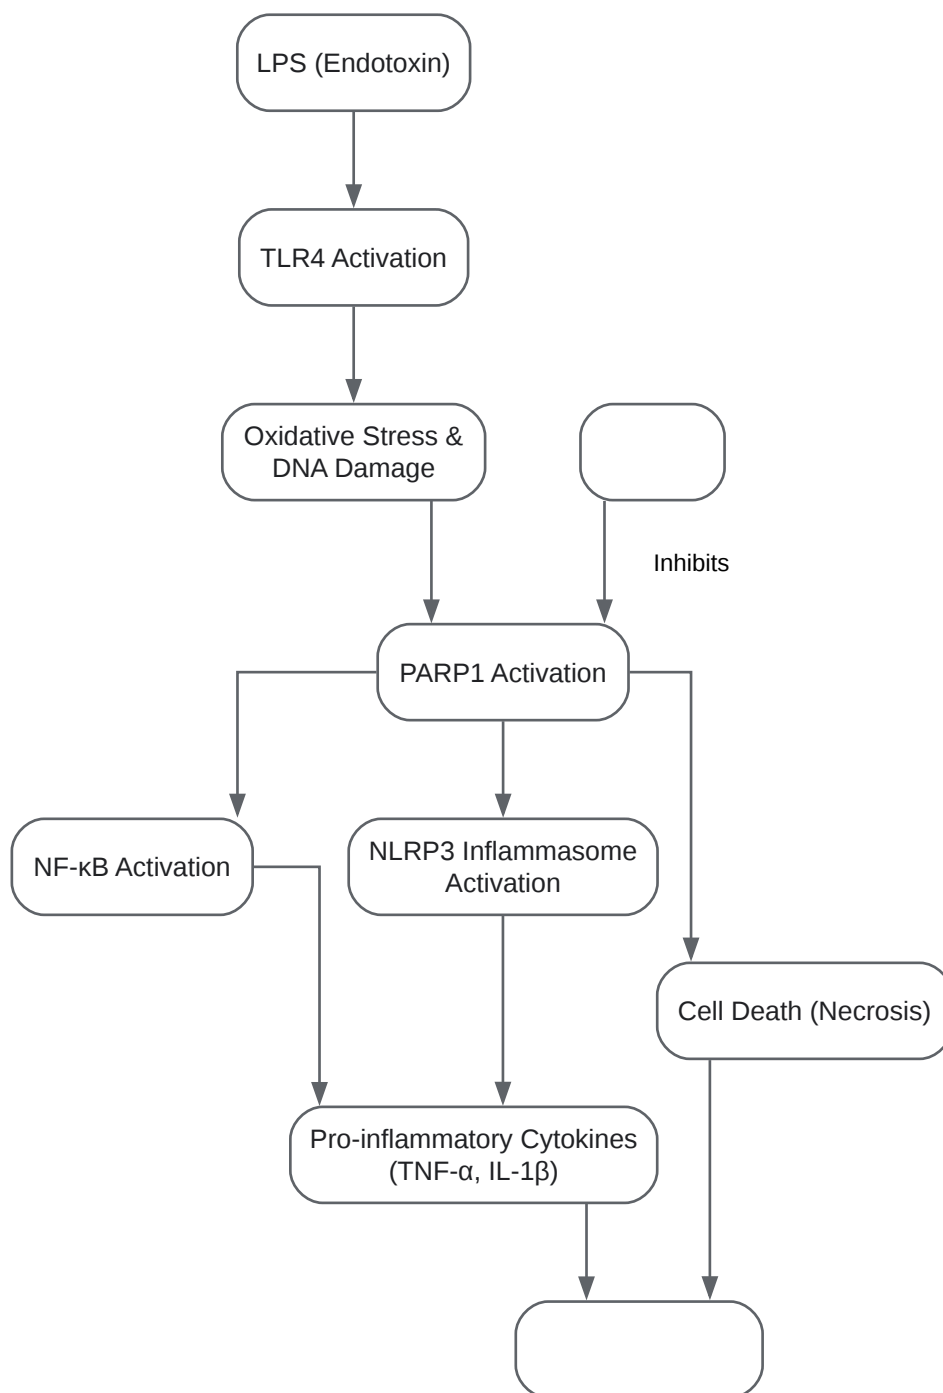 LPS (Endotoxin)
TLR4 Activation
Oxidative Stress &
DNA Damage
Inhibits
PARP1 Activation
NF-κB Activation
NLRP3 Inflammasome
Activation
Cell Death (Necrosis)
Pro-inflammatory Cytokines
(TNF-α, IL-1β)